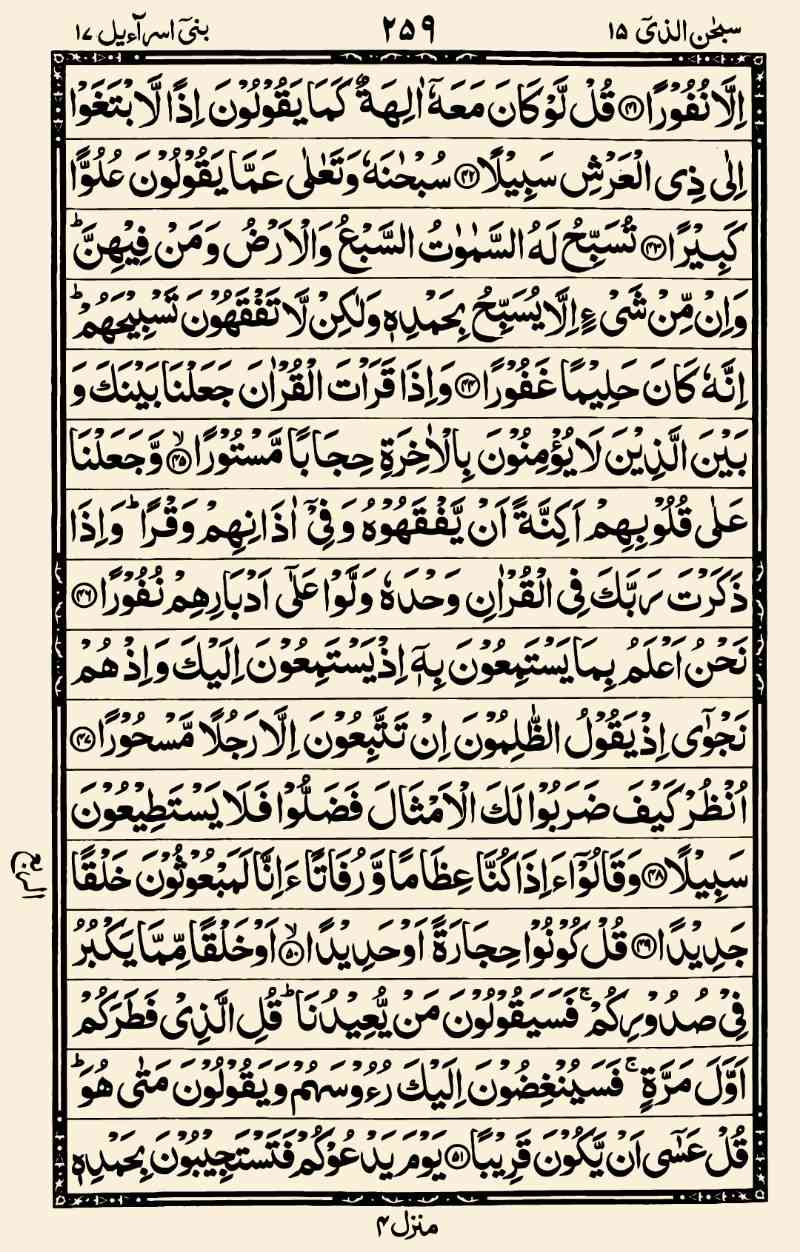 سبحٰن الذیۤ ۱۵
۲۵۹
بنیۤ اسرآءیل ۱۷
اِلَّا نُفُوْرًا ﴿۴۱﴾ قُلْ لَّوْ كَانَ مَعَهٗۤ اٰلِهَةٌ كَمَا یَقُوْلُوْنَ اِذًا لَّابْتَغَوْا
اِلٰی ذِی الْعَرْشِ سَبِیْلًا ﴿۴۲﴾ سُبْحٰنَهٗ وَ تَعٰلٰی عَمَّا یَقُوْلُوْنَ عُلُوًّا
كَبِیْرًا ﴿۴۳﴾ تُسَبِّحُ لَهُ السَّمٰوٰتُ السَّبْعُ وَ الْاَرْضُ وَ مَنْ فِیْهِنَّ ؕ
وَ اِنْ مِّنْ شَیْءٍ اِلَّا یُسَبِّحُ بِحَمْدِهٖ وَ لٰكِنْ لَّا تَفْقَهُوْنَ تَسْبِیْحَهُمْ ؕ
اِنَّهٗ كَانَ حَلِیْمًا غَفُوْرًا ﴿۴۴﴾ وَ اِذَا قَرَاْتَ الْقُرْاٰنَ جَعَلْنَا بَیْنَكَ وَ
بَیْنَ الَّذِیْنَ لَا یُؤْمِنُوْنَ بِالْاٰخِرَةِ حِجَابًا مَّسْتُوْرًا ﴿ۙ۴۵﴾ وَّ جَعَلْنَا
عَلٰی قُلُوْبِهِمْ اَكِنَّةً اَنْ یَّفْقَهُوْهُ وَ فِیْۤ اٰذَانِهِمْ وَقْرًا ؕ وَ اِذَا
ذَكَرْتَ رَبَّكَ فِی الْقُرْاٰنِ وَحْدَهٗ وَلَّوْا عَلٰۤی اَدْبَارِهِمْ نُفُوْرًا ﴿۴۶﴾
نَحْنُ اَعْلَمُ بِمَا یَسْتَمِعُوْنَ بِهٖۤ اِذْ یَسْتَمِعُوْنَ اِلَیْكَ وَ اِذْ هُمْ
نَجْوٰۤی اِذْ یَقُوْلُ الظّٰلِمُوْنَ اِنْ تَتَّبِعُوْنَ اِلَّا رَجُلًا مَّسْحُوْرًا ﴿۴۷﴾
اُنْظُرْ كَیْفَ ضَرَبُوْا لَكَ الْاَمْثَالَ فَضَلُّوْا فَلَا یَسْتَطِیْعُوْنَ
سَبِیْلًا ﴿۴۸﴾ وَ قَالُوْۤا ءَاِذَا كُنَّا عِظَامًا وَّ رُفَاتًا ءَاِنَّا لَمَبْعُوْثُوْنَ خَلْقًا
الربع
جَدِیْدًا ﴿۴۹﴾ قُلْ كُوْنُوْا حِجَارَةً اَوْ حَدِیْدًا ﴿ۙ۵۰﴾ اَوْ خَلْقًا مِّمَّا یَكْبُرُ
فِیْ صُدُوْرِكُمْ ۚ فَسَیَقُوْلُوْنَ مَنْ یُّعِیْدُنَا ؕ قُلِ الَّذِیْ فَطَرَكُمْ
اَوَّلَ مَرَّةٍ ۚ فَسَیُنْغِضُوْنَ اِلَیْكَ رُءُوْسَهُمْ وَ یَقُوْلُوْنَ مَتٰی هُوَ ؕ
قُلْ عَسٰۤی اَنْ یَّكُوْنَ قَرِیْبًا ﴿۵۱﴾ یَوْمَ یَدْعُوْكُمْ فَتَسْتَجِیْبُوْنَ بِحَمْدِهٖ
منزل ۴